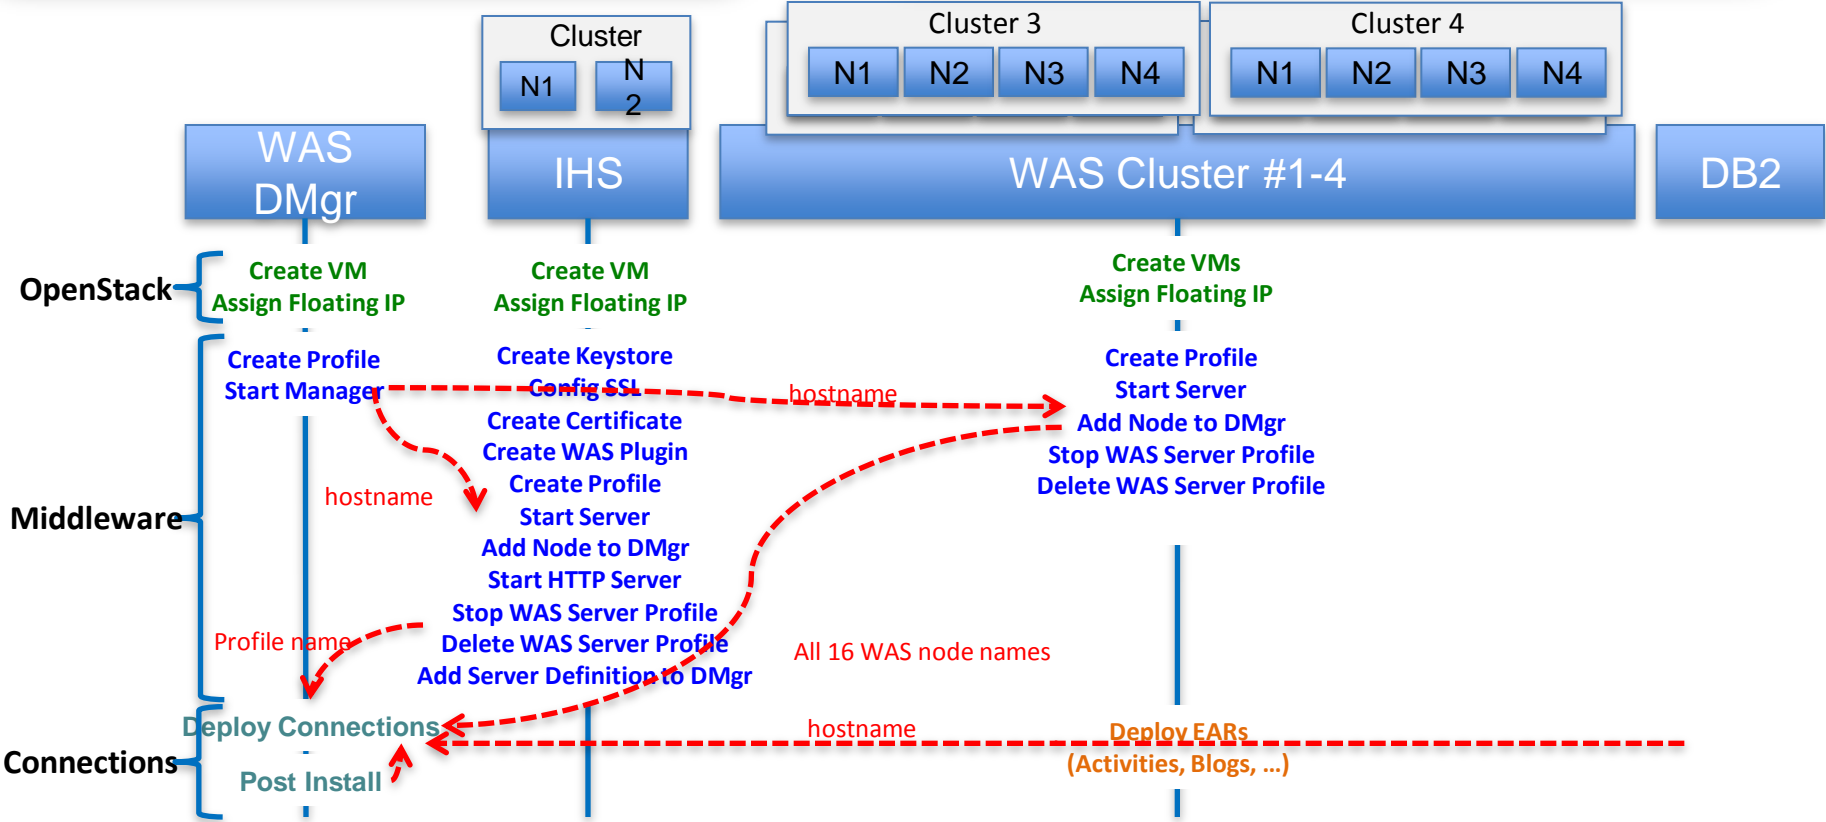 Cluster
N1
N
2
Cluster 3
N1 N2 N3 N4
Cluster 4
N1 N2 N3 N4
WAS
DMgr
IHS
WAS Cluster #1-4
DB2
OpenStack
Create VM
Assign Floating IP
Create VM
Assign Floating IP
Create VMs
Assign Floating IP
Middleware
Create Profile
Start Manager
hostname
Profile name
Create Keystore
Config SSL
Create Certificate
Create WAS Plugin
Create Profile
Start Server
Add Node to DMgr
Start HTTP Server
Stop WAS Server Profile
Delete WAS Server Profile
Add Server Definition to DMgr
hostname
Create Profile
Start Server
Add Node to DMgr
Stop WAS Server Profile
Delete WAS Server Profile
All 16 WAS node names
Connections
Deploy Connections
Post Install
hostname
Deploy EARs
(Activities, Blogs, ...)